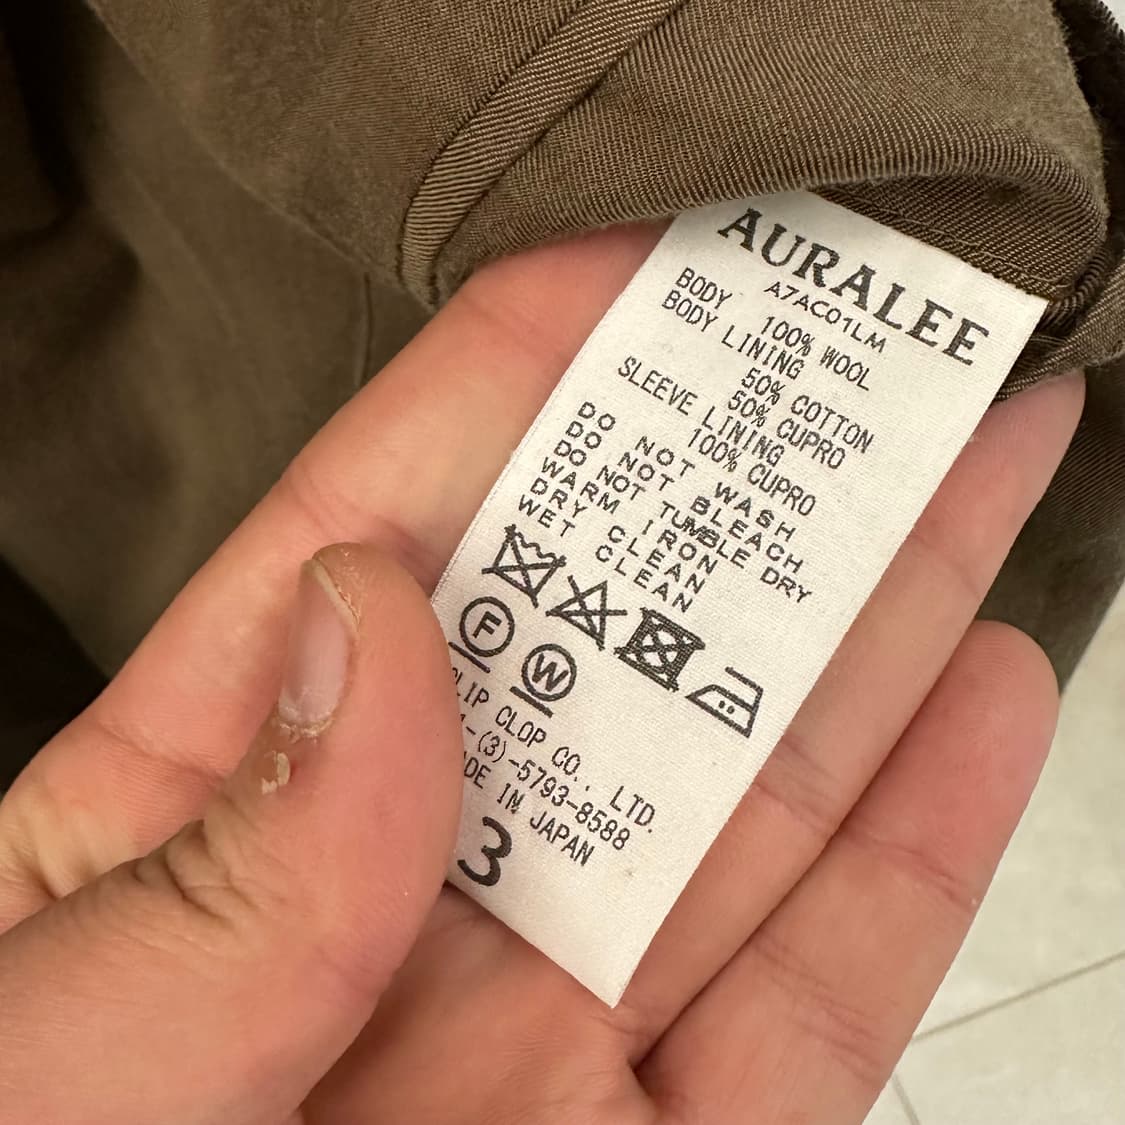 AURALEE
A7AC01LM
BODY
100% WOOL
BODY LINING
50% COTTON
50% CUPRO
SLEEVE LINING
100% CUPRO
DO NOT WASH
DO NOT BLEACH
DO NOT TUMBLE DRY
WARM IRON
DRY CLEAN
WET CLEAN
F
W
CLIP CLOP CO., LTD.
-(3)-5793-8588
MADE IN JAPAN
3